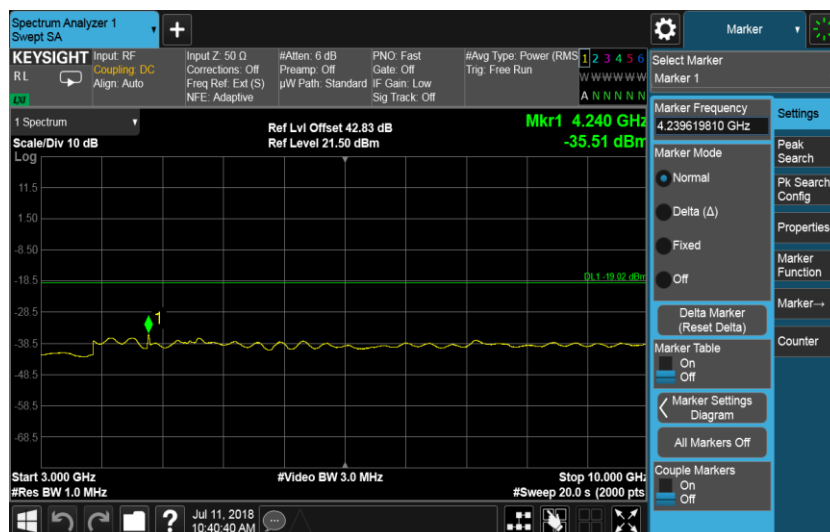 Spectrum Analyzer 1
Swept SA
+
Marker
KEYSIGHT
RL
LXI
Input: RF
Coupling: DC
Align: Auto
Input Z: 50 Ω
Corrections: Off
Freq Ref: Ext (S)
NFE: Adaptive
#Atten: 6 dB
Preamp: Off
µW Path: Standard
PNO: Fast
Gate: Off
IF Gain: Low
Sig Track: Off
#Avg Type: Power (RMS
Trig: Free Run
1 2 3 4 5 6
W W W W W W
A N N N N N
Select Marker
Marker 1
1 Spectrum
Scale/Div 10 dB
Log
Ref Lvl Offset 42.83 dB
Ref Level 21.50 dBm
Mkr1 4.240 GHz
-35.51 dBm
11.5
1.50
-8.50
-18.5
-28.5
-38.5
-48.5
-58.5
-68.5
DL1 -19.02 dBm
1
Start 3.000 GHz
#Res BW 1.0 MHz
#Video BW 3.0 MHz
Stop 10.000 GHz
#Sweep 20.0 s (2000 pts
Marker Frequency
4.239619810 GHz
Marker Mode
Normal
Delta (Δ)
Fixed
Off
Delta Marker
(Reset Delta)
Marker Table
On
Off
Marker Settings
Diagram
All Markers Off
Couple Markers
On
Off
Settings
Peak
Search
Pk Search
Config
Properties
Marker
Function
Marker→
Counter
?
Jul 11, 2018
10:40:40 AM